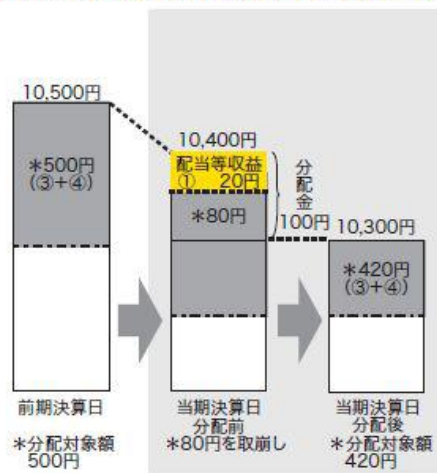 10,500円
＊500円
(③+④)
前期決算日
＊分配対象額
500円
10,400円
配当等収益
① 20円
＊80円
分配金
100円
当期決算日
分配前
＊80円を取崩し
10,300円
＊420円
(③+④)
当期決算日
分配後
＊分配対象額
420円